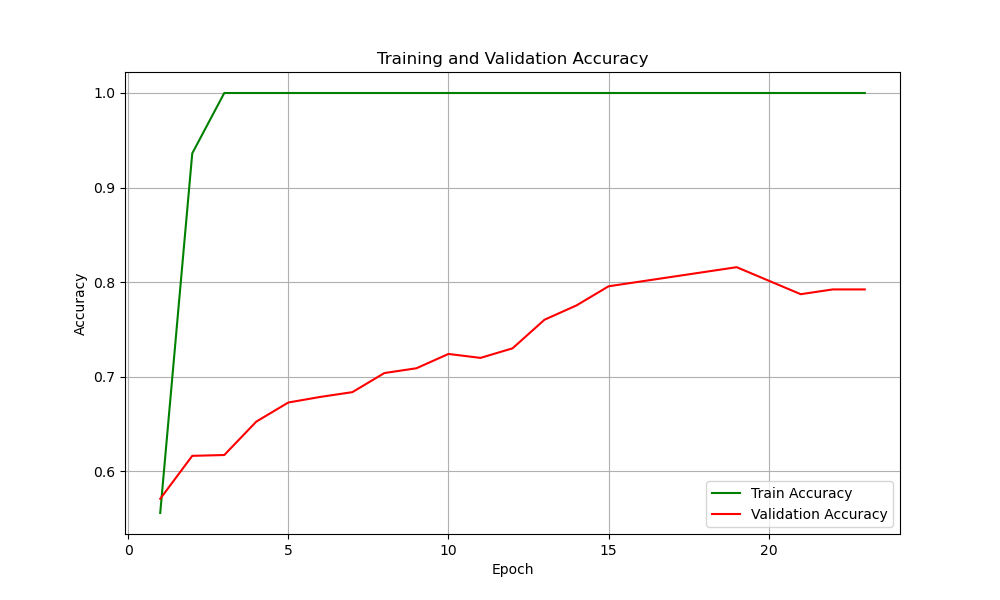 Training and Validation Accuracy
1.0
0.9
0.8
0.7
0.6
Accuracy
0
5
10
15
20
Epoch
Train Accuracy
Validation Accuracy